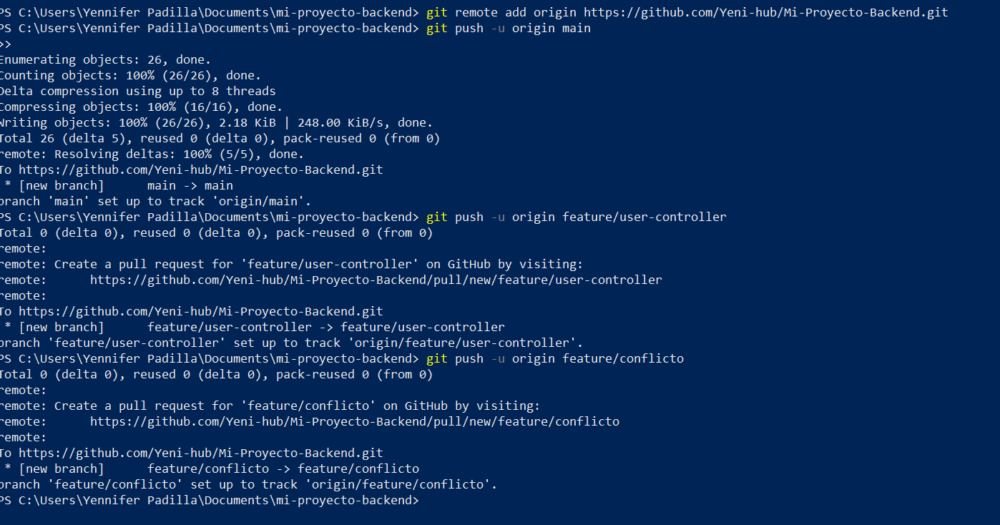 PS C:\Users\Yennifer Padilla\Documents\mi-proyecto-backend> git remote add origin https://github.com/Yeni-hub/Mi-Proyecto-Backend.git
PS C:\Users\Yennifer Padilla\Documents\mi-proyecto-backend> git push -u origin main
>>
Enumerating objects: 26, done.
Counting objects: 100% (26/26), done.
Delta compression using up to 8 threads
Compressing objects: 100% (16/16), done.
Writing objects: 100% (26/26), 2.18 KiB | 248.00 KiB/s, done.
Total 26 (delta 5), reused 0 (delta 0), pack-reused 0 (from 0)
remote: Resolving deltas: 100% (5/5), done.
To https://github.com/Yeni-hub/Mi-Proyecto-Backend.git
 * [new branch]      main -> main
branch 'main' set up to track 'origin/main'.
PS C:\Users\Yennifer Padilla\Documents\mi-proyecto-backend> git push -u origin feature/user-controller
Total 0 (delta 0), reused 0 (delta 0), pack-reused 0 (from 0)
remote:
remote: Create a pull request for 'feature/user-controller' on GitHub by visiting:
remote:      https://github.com/Yeni-hub/Mi-Proyecto-Backend/pull/new/feature/user-controller
remote:
To https://github.com/Yeni-hub/Mi-Proyecto-Backend.git
 * [new branch]      feature/user-controller -> feature/user-controller
branch 'feature/user-controller' set up to track 'origin/feature/user-controller'.
PS C:\Users\Yennifer Padilla\Documents\mi-proyecto-backend> git push -u origin feature/conflicto
Total 0 (delta 0), reused 0 (delta 0), pack-reused 0 (from 0)
remote:
remote: Create a pull request for 'feature/conflicto' on GitHub by visiting:
remote:      https://github.com/Yeni-hub/Mi-Proyecto-Backend/pull/new/feature/conflicto
remote:
To https://github.com/Yeni-hub/Mi-Proyecto-Backend.git
 * [new branch]      feature/conflicto -> feature/conflicto
branch 'feature/conflicto' set up to track 'origin/feature/conflicto'.
PS C:\Users\Yennifer Padilla\Documents\mi-proyecto-backend>